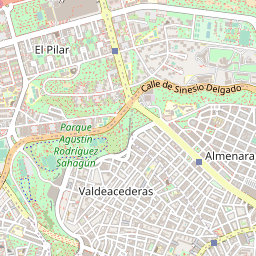 El Pilar
Calle de Sinesio Delgado
Parque
Agustín
Rodríguez
Sahagún
Almenara
Valdeacederas